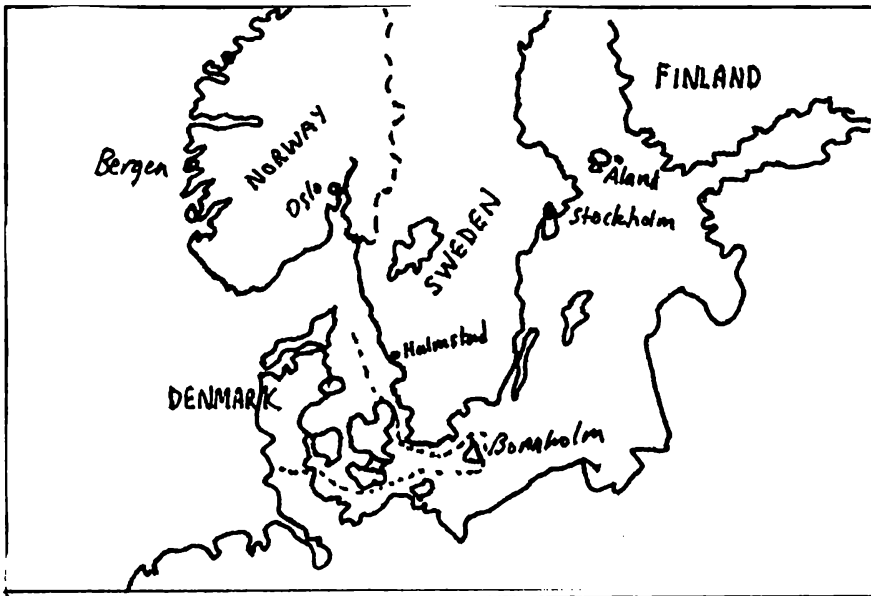 FINLAND
NORWAY
Bergen
Åland
Oslo
Stockholm
SWEDEN
Halmstad
DENMARK
Bornholm